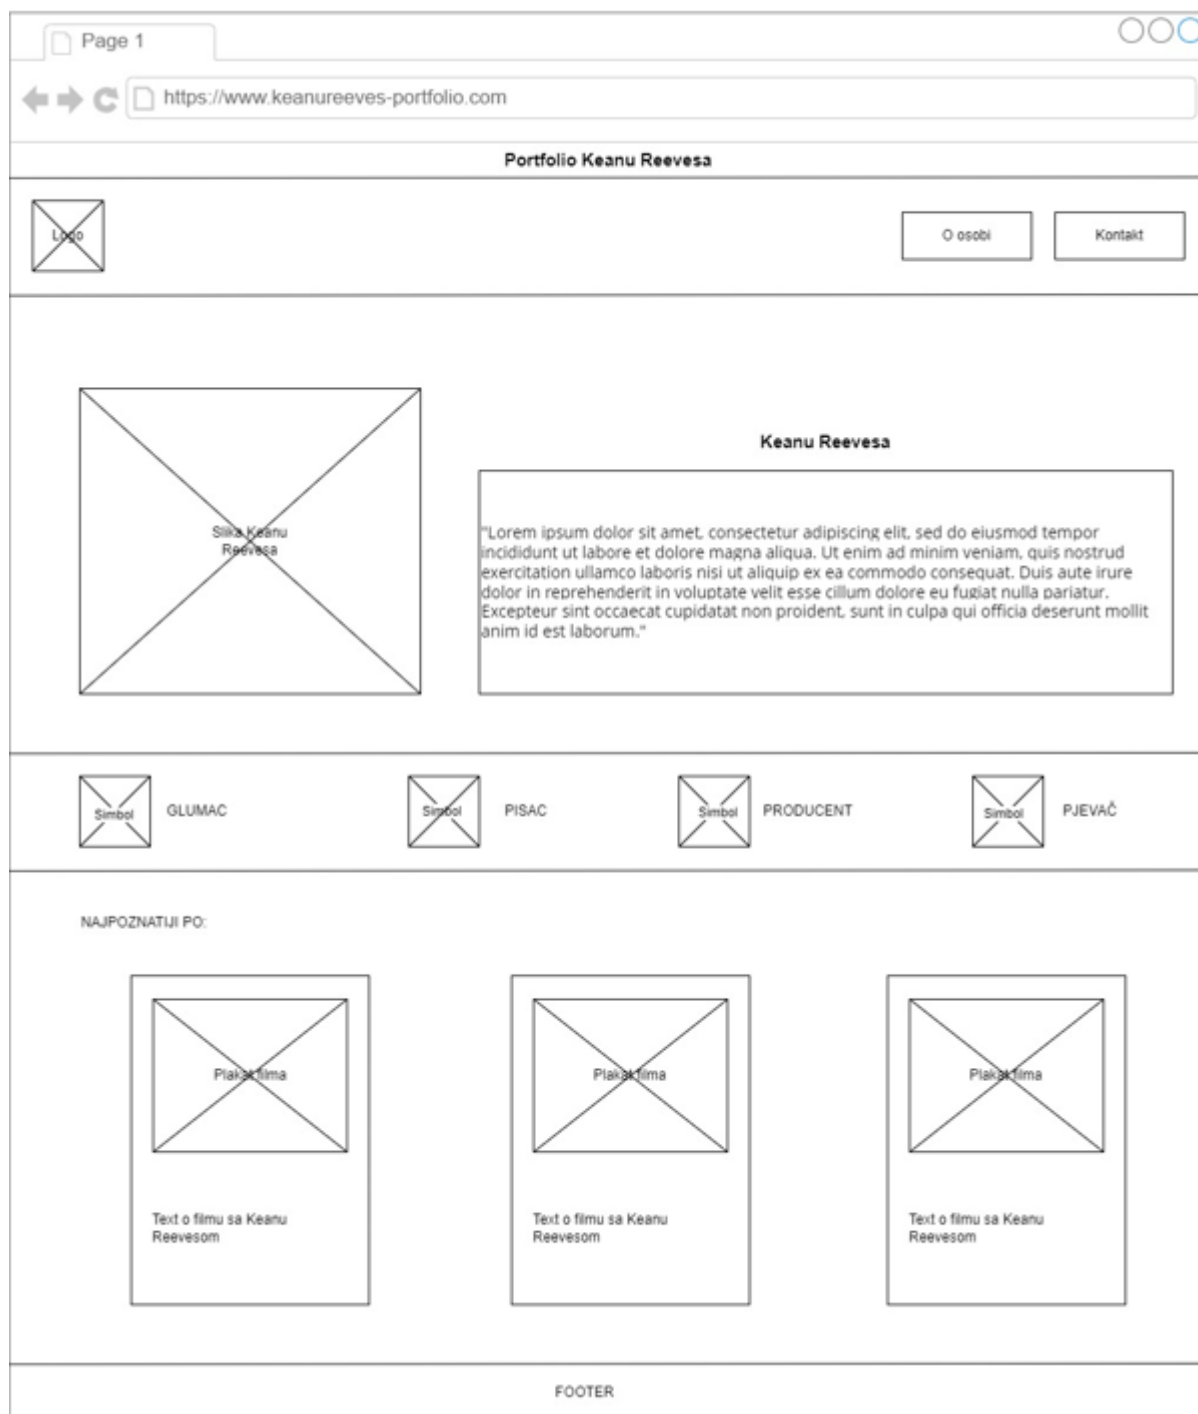 Page 1
https://www.keanureeves-portfolio.com
Portfolio Keanu Reevesa
Logo
O osobi
Kontakt
Slika Keanu
Reevesa
Keanu Reevesa
"Lorem ipsum dolor sit amet, consectetur adipiscing elit, sed do eiusmod tempor
incididunt ut labore et dolore magna aliqua. Ut enim ad minim veniam, quis nostrud
exercitation ullamco laboris nisi ut aliquip ex ea commodo consequat. Duis aute irure
dolor in reprehenderit in voluptate velit esse cillum dolore eu fugiat nulla pariatur.
Excepteur sint occaecat cupidatat non proident, sunt in culpa qui officia deserunt mollit
anim id est laborum."
Simbol
GLUMAC
Simbol
PISAC
Simbol
PRODUCENT
Simbol
PJEVAČ
NAJPOZNATIJI PO:
Plakat filma
Text o filmu sa Keanu
Reevesom
Plakat filma
Text o filmu sa Keanu
Reevesom
Plakat filma
Text o filmu sa Keanu
Reevesom
FOOTER